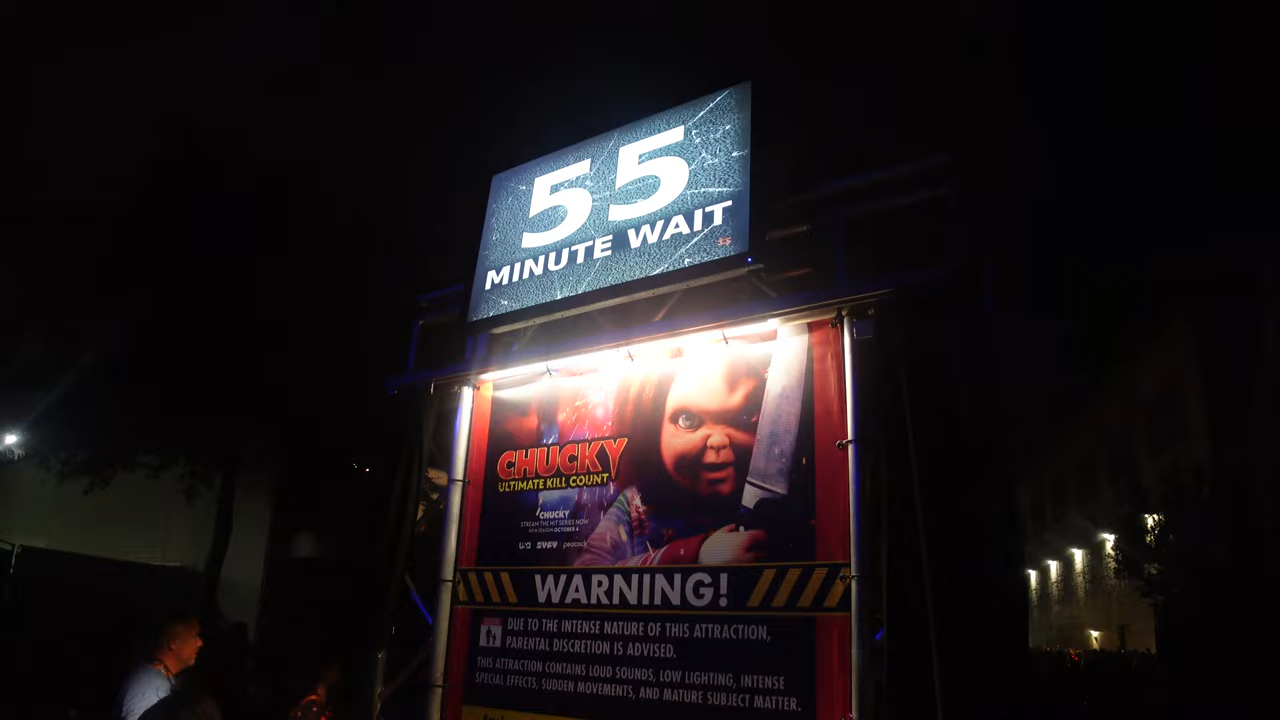 55
MINUTE WAIT
CHUCKY
ULTIMATE KILL COUNT
CHUCKY
STREAM THE HIT SERIES NOW
NEW SEASON OCTOBER 4
USA SYFY peacock
WARNING!
DUE TO THE INTENSE NATURE OF THIS ATTRACTION,
PARENTAL DISCRETION IS ADVISED.
THIS ATTRACTION CONTAINS LOUD SOUNDS, LOW LIGHTING, INTENSE
SPECIAL EFFECTS, SUDDEN MOVEMENTS, AND MATURE SUBJECT MATTER.